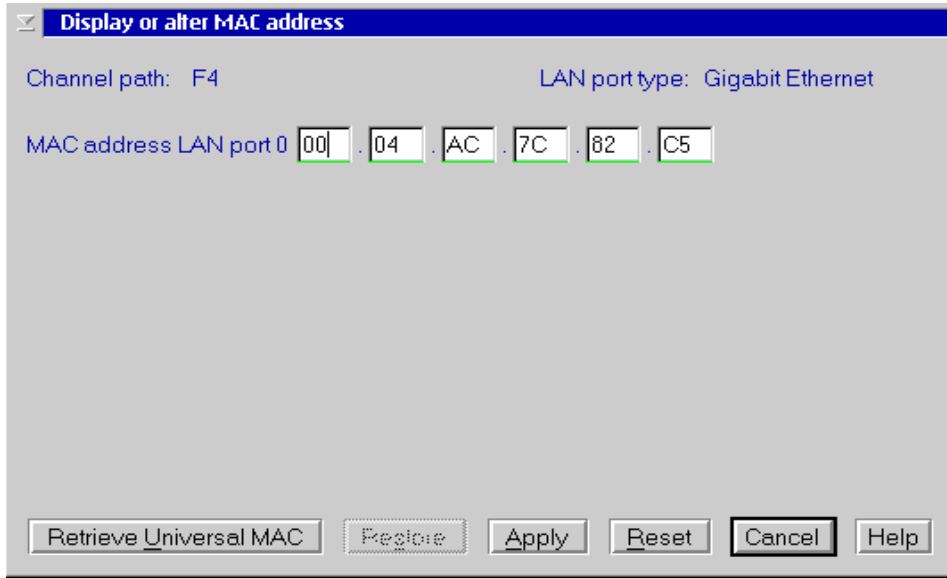 Display or alter MAC address
Channel path: F4 LAN port type: Gigabit Ethernet
MAC address LAN port 0 00 . 04 . AC . 7C . 82 . C5
Retrieve Universal MAC Restore Apply Reset Cancel Help